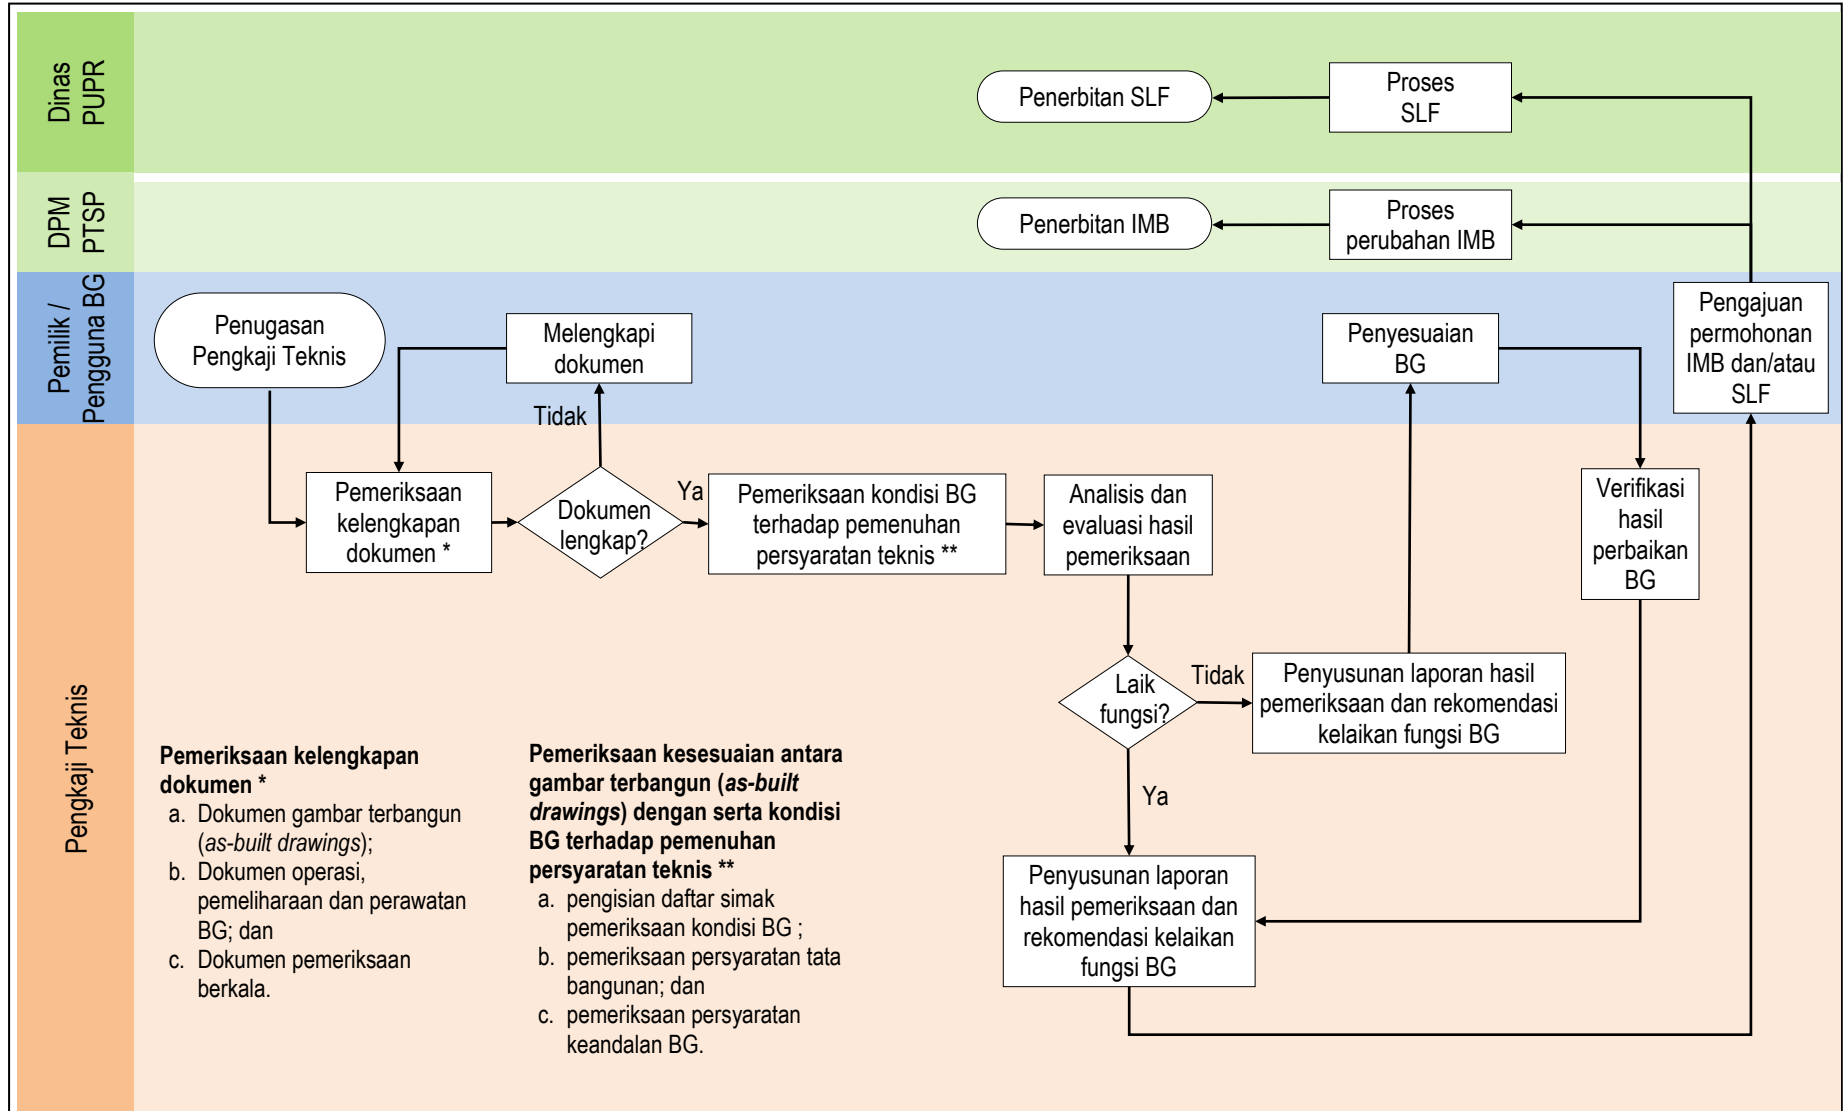 Dinas
PUPR
Penerbitan SLF
Proses
SLF
DPM
PTSP
Penerbitan IMB
Proses
perubahan IMB
Pemilik /
Pengguna BG
Penugasan
Pengkaji Teknis
Melengkapi
dokumen
Tidak
Penyesuaian
BG
Pengajuan
permohonan
IMB dan/atau
SLF
Pengkaji Teknis
Pemeriksaan
kelengkapan
dokumen *
Dokumen
lengkap?
Ya
Pemeriksaan kondisi BG
terhadap pemenuhan
persyaratan teknis **
Analisis dan
evaluasi hasil
pemeriksaan
Verifikasi
hasil
perbaikan
BG
Laik
fungsi?
Tidak
Penyusunan laporan hasil
pemeriksaan dan rekomendasi
kelaikan fungsi BG
Ya
Penyusunan laporan
hasil pemeriksaan dan
rekomendasi kelaikan
fungsi BG
Pemeriksaan kelengkapan
dokumen *
a. Dokumen gambar terbangun
(as-built drawings);
b. Dokumen operasi,
pemeliharaan dan perawatan
BG; dan
c. Dokumen pemeriksaan
berkala.
Pemeriksaan kesesuaian antara
gambar terbangun (as-built
drawings) dengan serta kondisi
BG terhadap pemenuhan
persyaratan teknis **
a. pengisian daftar simak
pemeriksaan kondisi BG ;
b. pemeriksaan persyaratan tata
bangunan; dan
c. pemeriksaan persyaratan
keandalan BG.